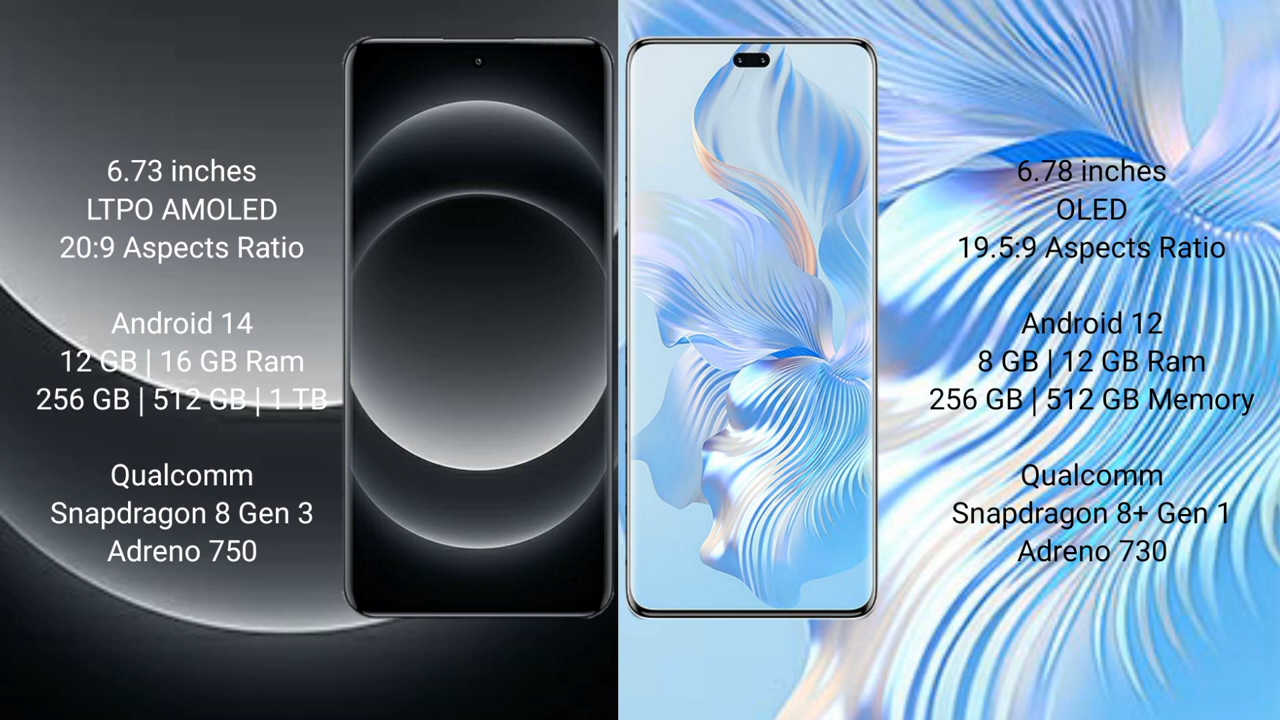 6.73 inches
LTPO AMOLED
20:9 Aspects Ratio
Android 14
12 GB | 16 GB Ram
256 GB | 512 GB | 1 TB
Qualcomm
Snapdragon 8 Gen 3
Adreno 750
6.78 inches
OLED
19.5:9 Aspects Ratio
Android 12
8 GB | 12 GB Ram
256 GB | 512 GB Memory
Qualcomm
Snapdragon 8+ Gen 1
Adreno 730